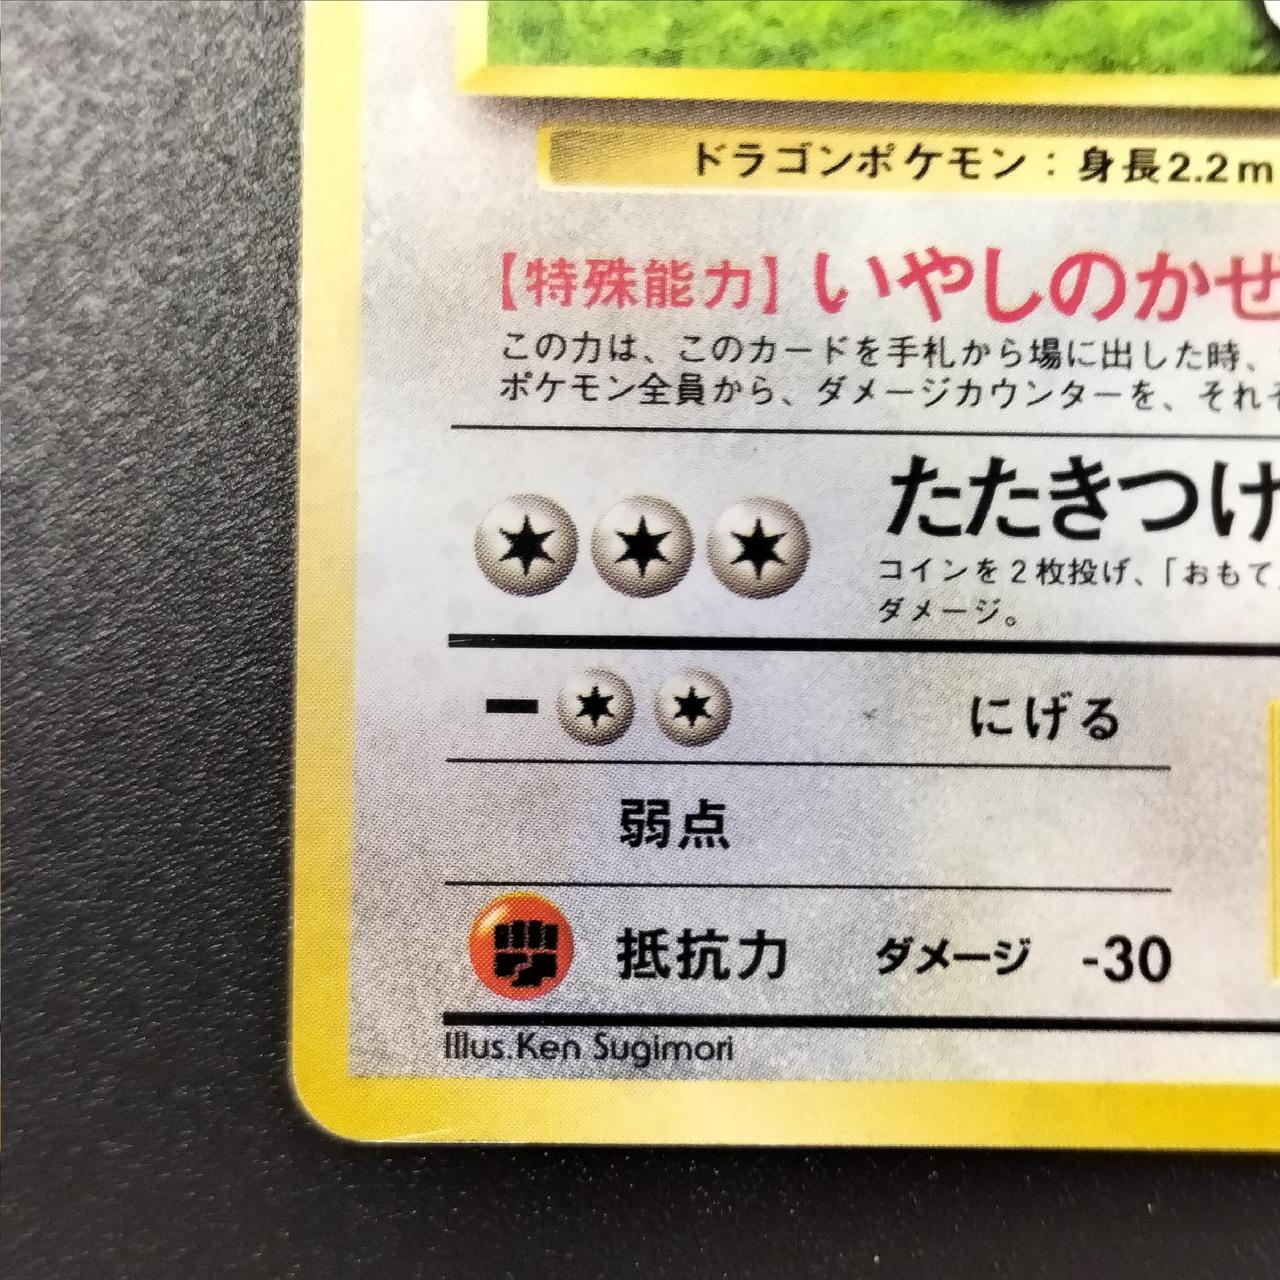 ドラゴンポケモン：身長2.2m
【特殊能力】いやしのかぜ
この力は、このカードを手札から場に出した時、
ポケモン全員から、ダメージカウンターを、それ
たたきつけ
コインを2枚投げ、「おもて」
ダメージ。
にげる
弱点
抵抗力 ダメージ -30
Illus.Ken Sugimori